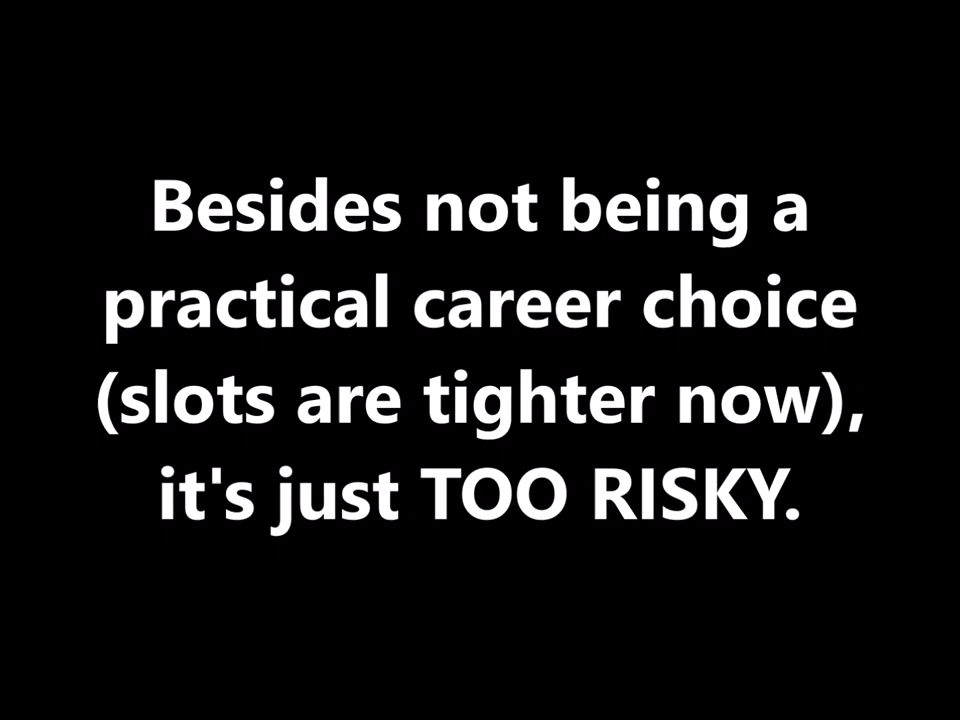 Besides not being a
practical career choice
(slots are tighter now),
it's just TOO RISKY.